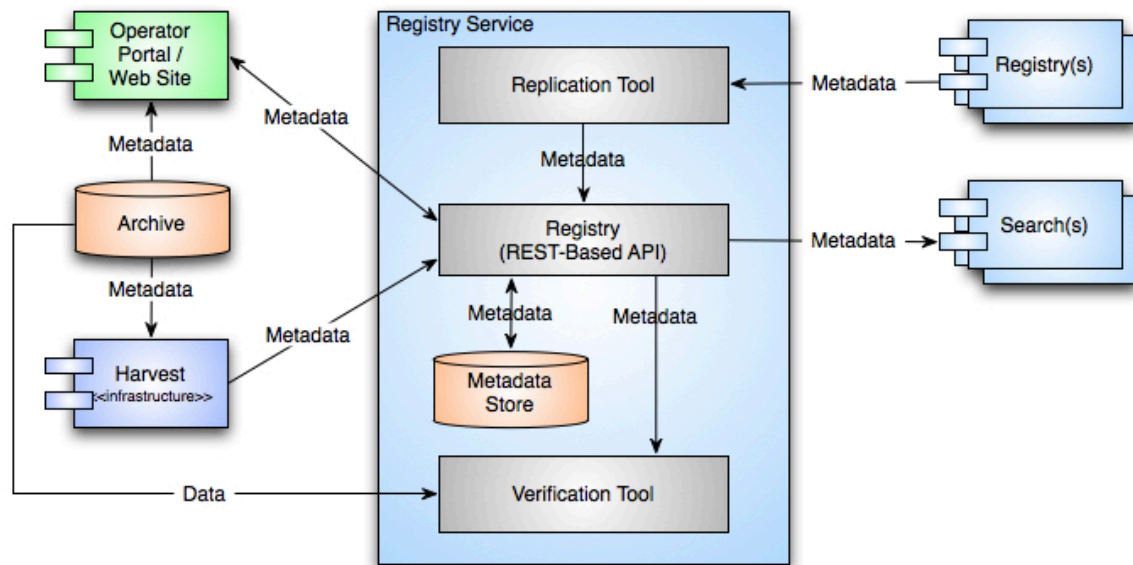 Operator
Portal /
Web Site
Registry Service
Replication Tool
Metadata
Registry(s)
Metadata
Metadata
Metadata
Archive
Registry
(REST-Based API)
Metadata
Search(s)
Metadata
Metadata
Metadata
Metadata
Harvest
<<infrastructure>>
Metadata
Store
Data
Verification Tool